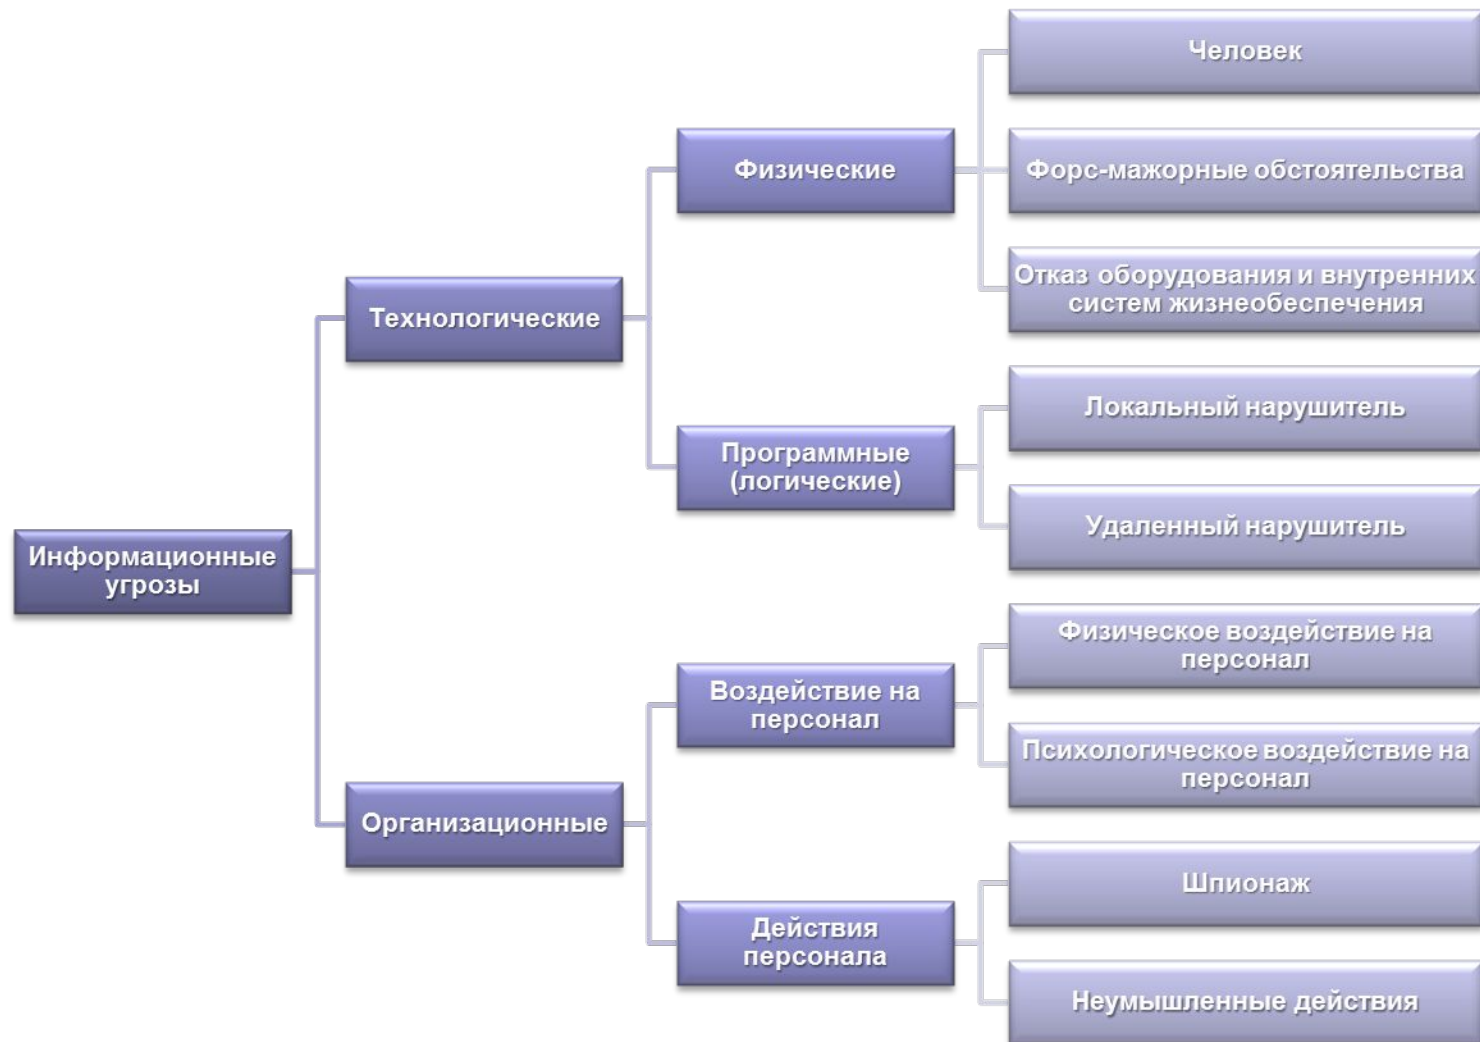 Человек
Физические
Форс-мажорные обстоятельства
Отказ оборудования и внутренних
систем жизнеобеспечения
Технологические
Локальный нарушитель
Программные
(логические)
Удаленный нарушитель
Информационные
угрозы
Физическое воздействие на
персонал
Воздействие на
персонал
Психологическое воздействие на
персонал
Организационные
Шпионаж
Действия
персонала
Неумышленные действия